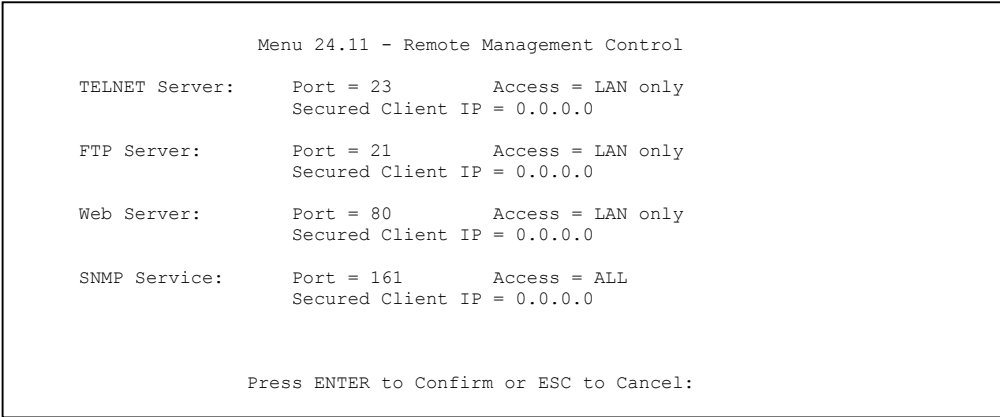 Menu 24.11 - Remote Management Control
TELNET Server: Port = 23 Access = LAN only
Secured Client IP = 0.0.0.0
FTP Server: Port = 21 Access = LAN only
Secured Client IP = 0.0.0.0
Web Server: Port = 80 Access = LAN only
Secured Client IP = 0.0.0.0
SNMP Service: Port = 161 Access = ALL
Secured Client IP = 0.0.0.0
Press ENTER to Confirm or ESC to Cancel: